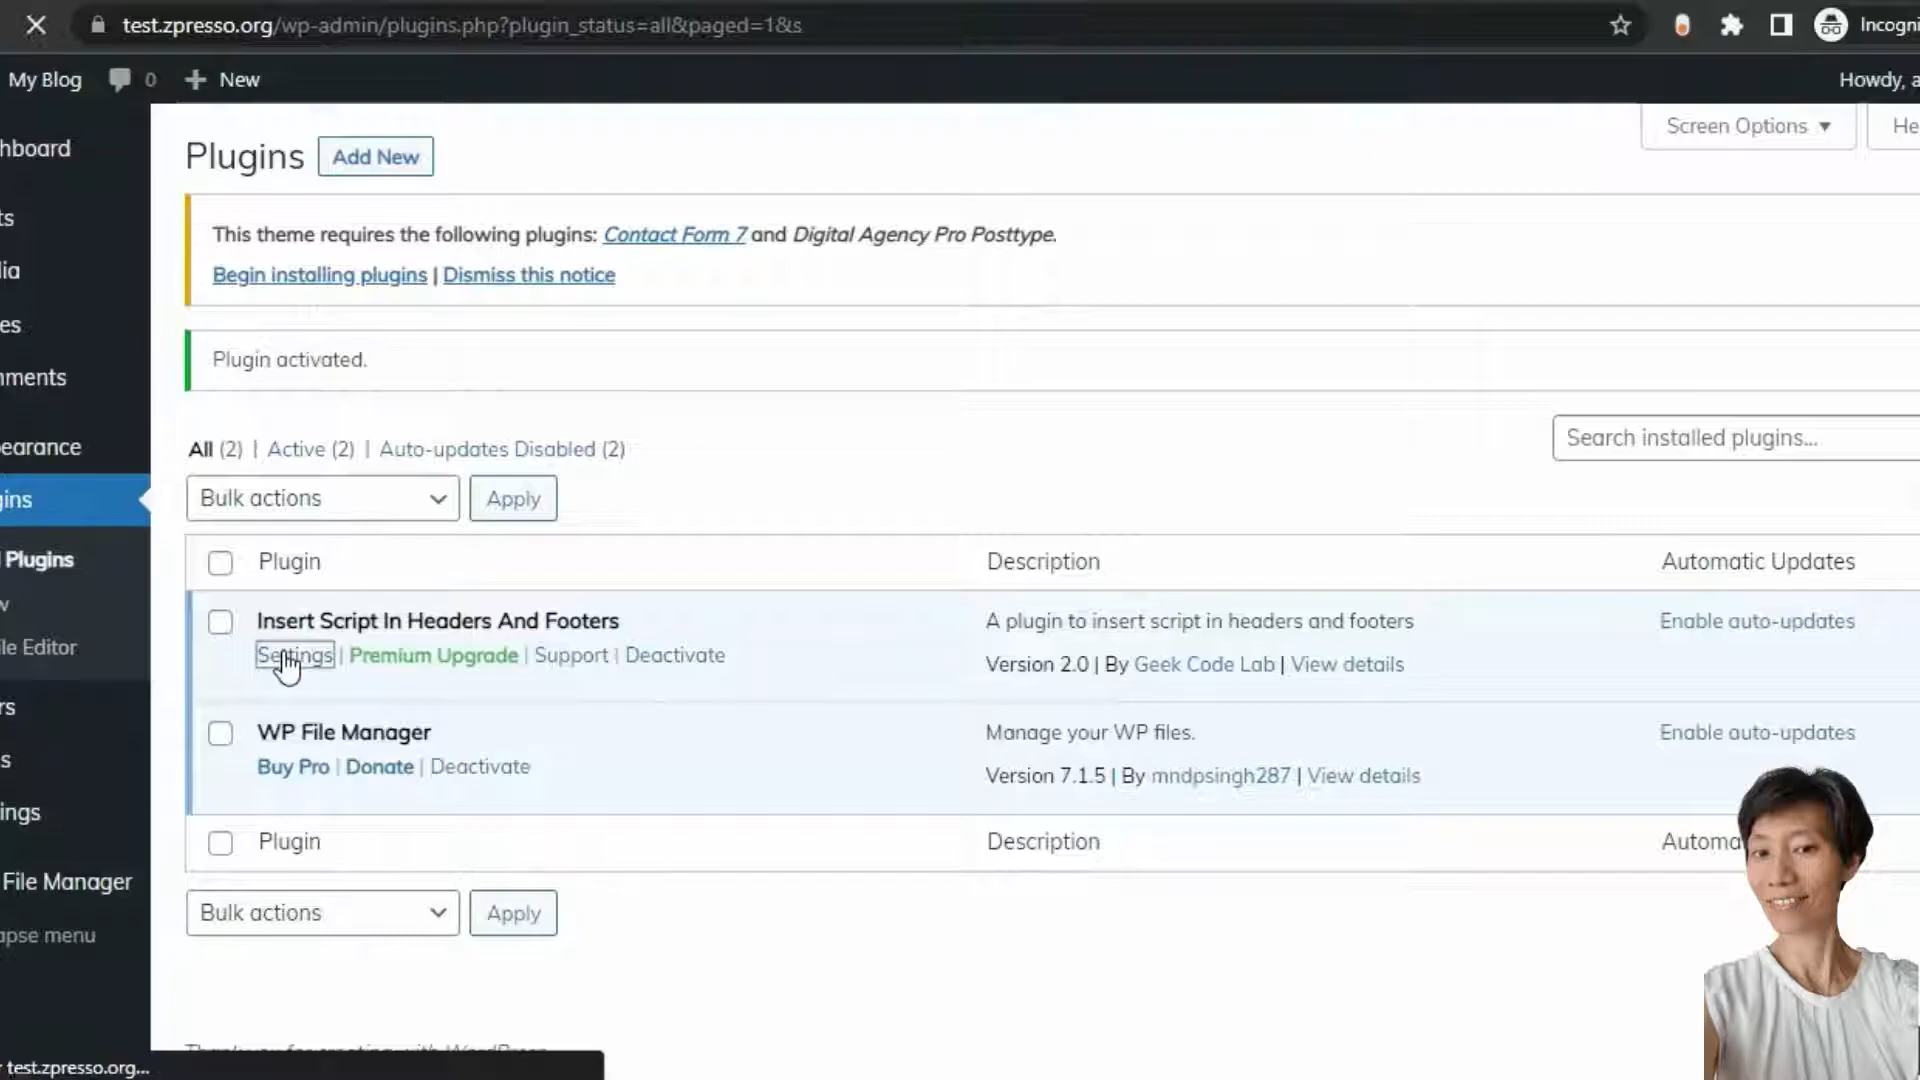 test.zpresso.org/wp-admin/plugins.php?plugin_status=all&paged=1&s
Incogni
My Blog 0 New
Howdy, a
hboard
ts
lia
es
nments
pearance
gins
Plugins
le Editor
rs
s
ings
File Manager
apse menu
Screen Options ▼
He
Plugins Add New
This theme requires the following plugins: Contact Form 7 and Digital Agency Pro Posttype.
Begin installing plugins | Dismiss this notice
Plugin activated.
All (2) | Active (2) | Auto-updates Disabled (2)
Search installed plugins...
Bulk actions Apply
Plugin Description Automatic Updates
Insert Script In Headers And Footers
Settings | Premium Upgrade | Support | Deactivate
A plugin to insert script in headers and footers
Version 2.0 | By Geek Code Lab | View details
Enable auto-updates
WP File Manager
Buy Pro | Donate | Deactivate
Manage your WP files.
Version 7.1.5 | By mndpsingh287 | View details
Enable auto-updates
Plugin Description Automa
Bulk actions Apply
test.zpresso.org...